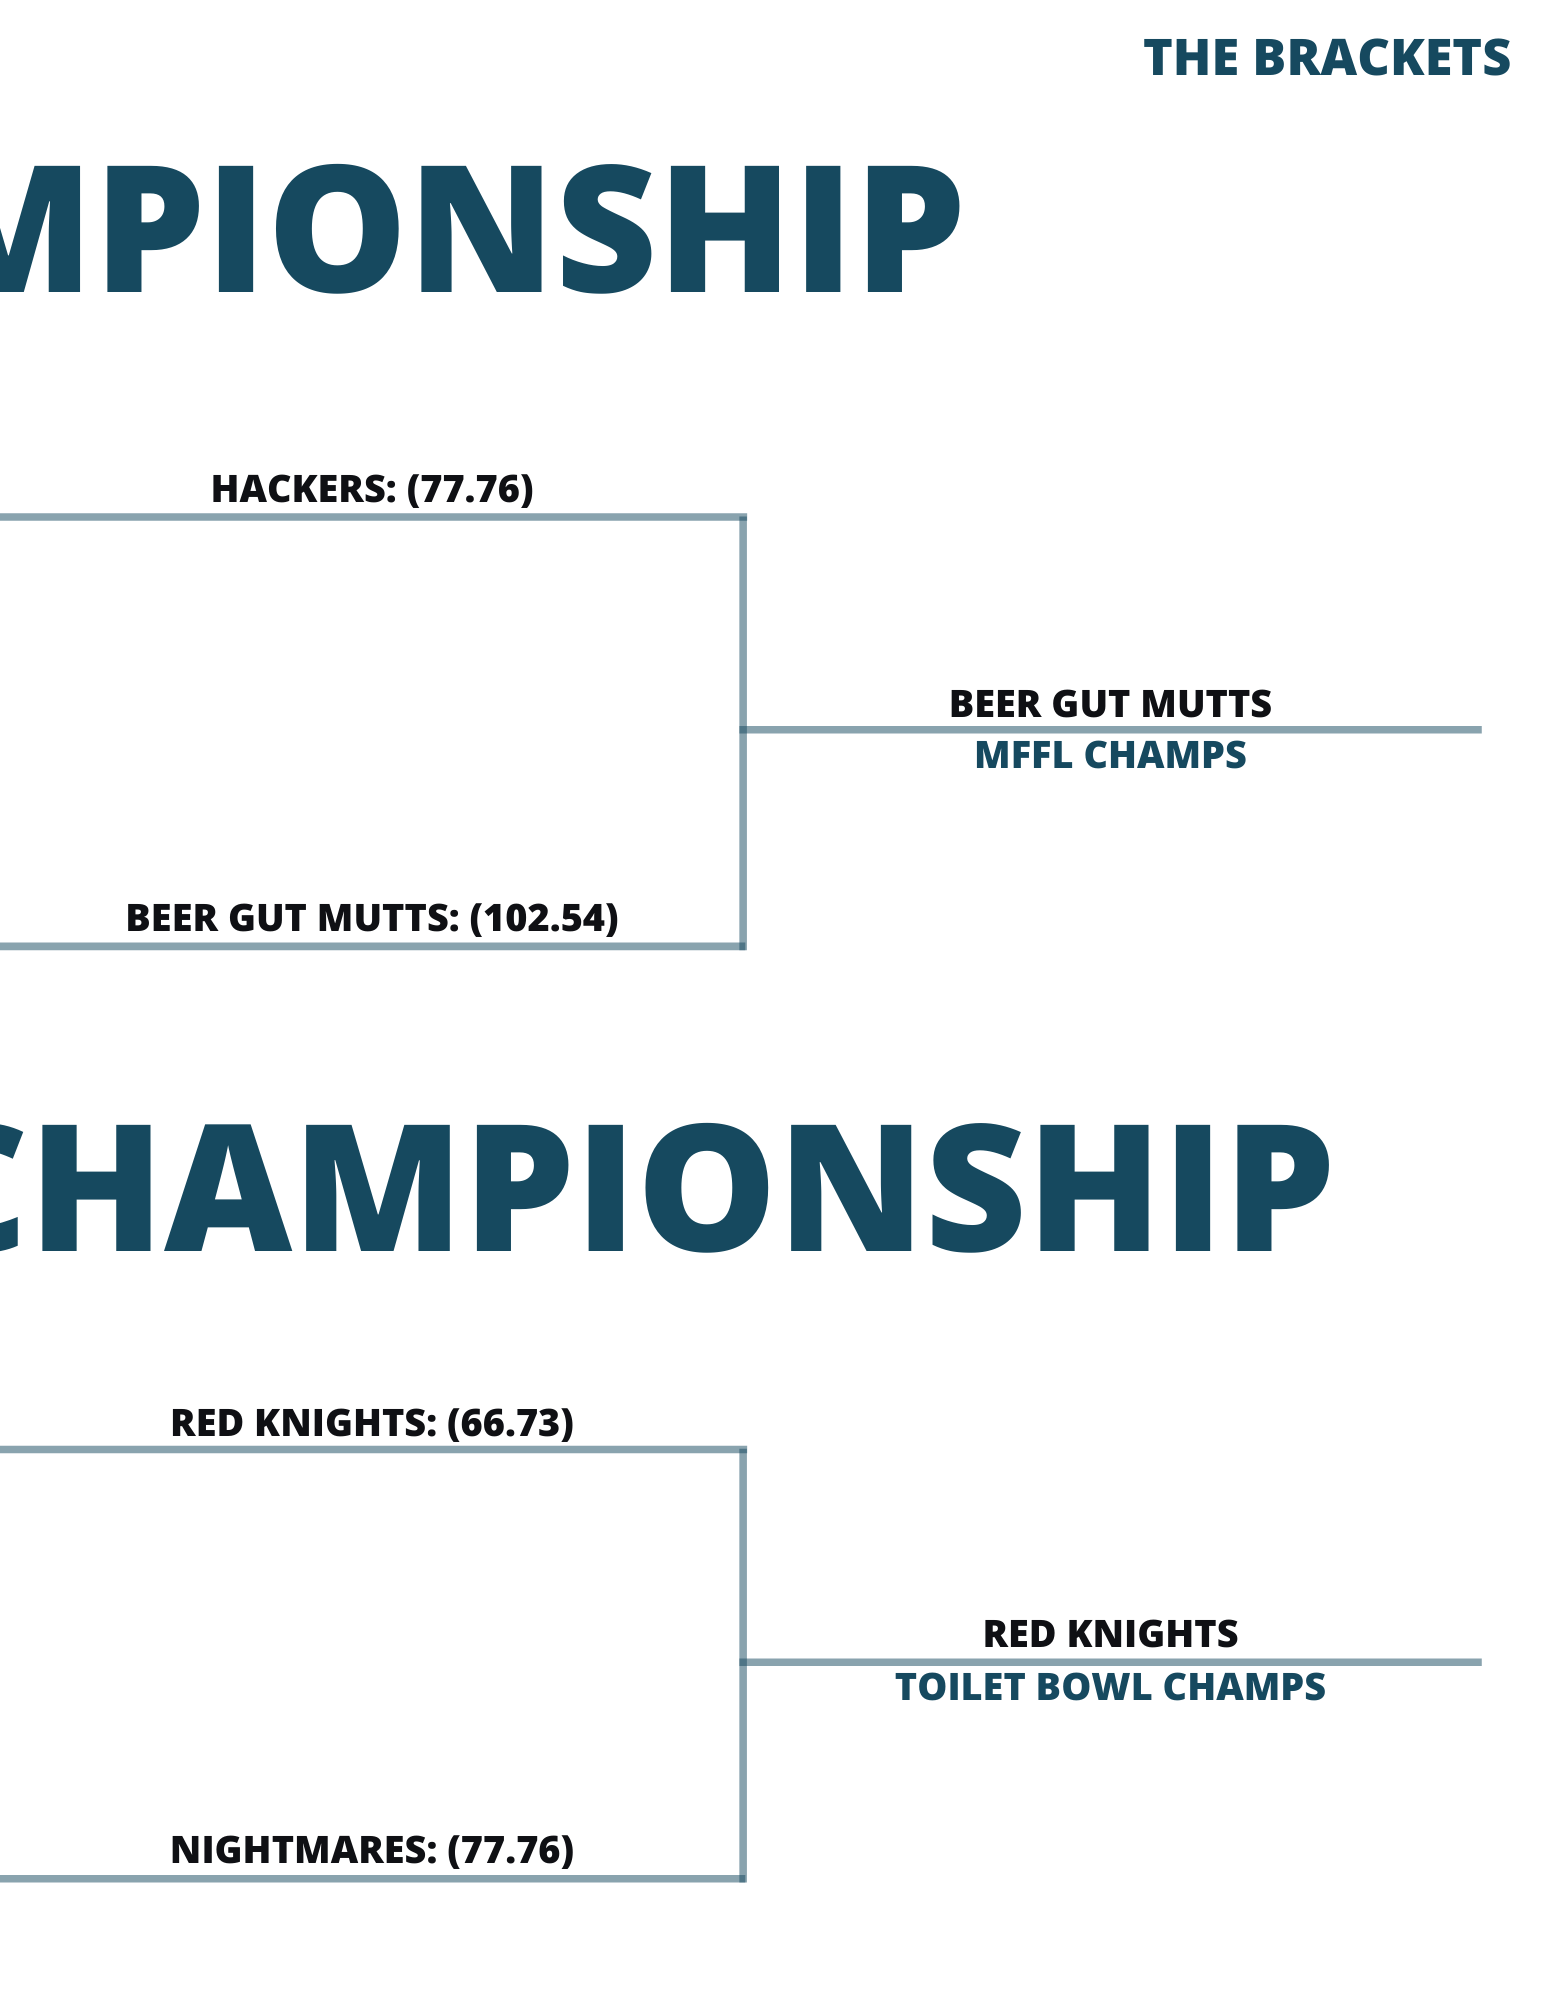 THE BRACKETS
MPIONSHIP
HACKERS: (77.76)
BEER GUT MUTTS
MFFL CHAMPS
BEER GUT MUTTS: (102.54)
CHAMPIONSHIP
RED KNIGHTS: (66.73)
RED KNIGHTS
TOILET BOWL CHAMPS
NIGHTMARES: (77.76)